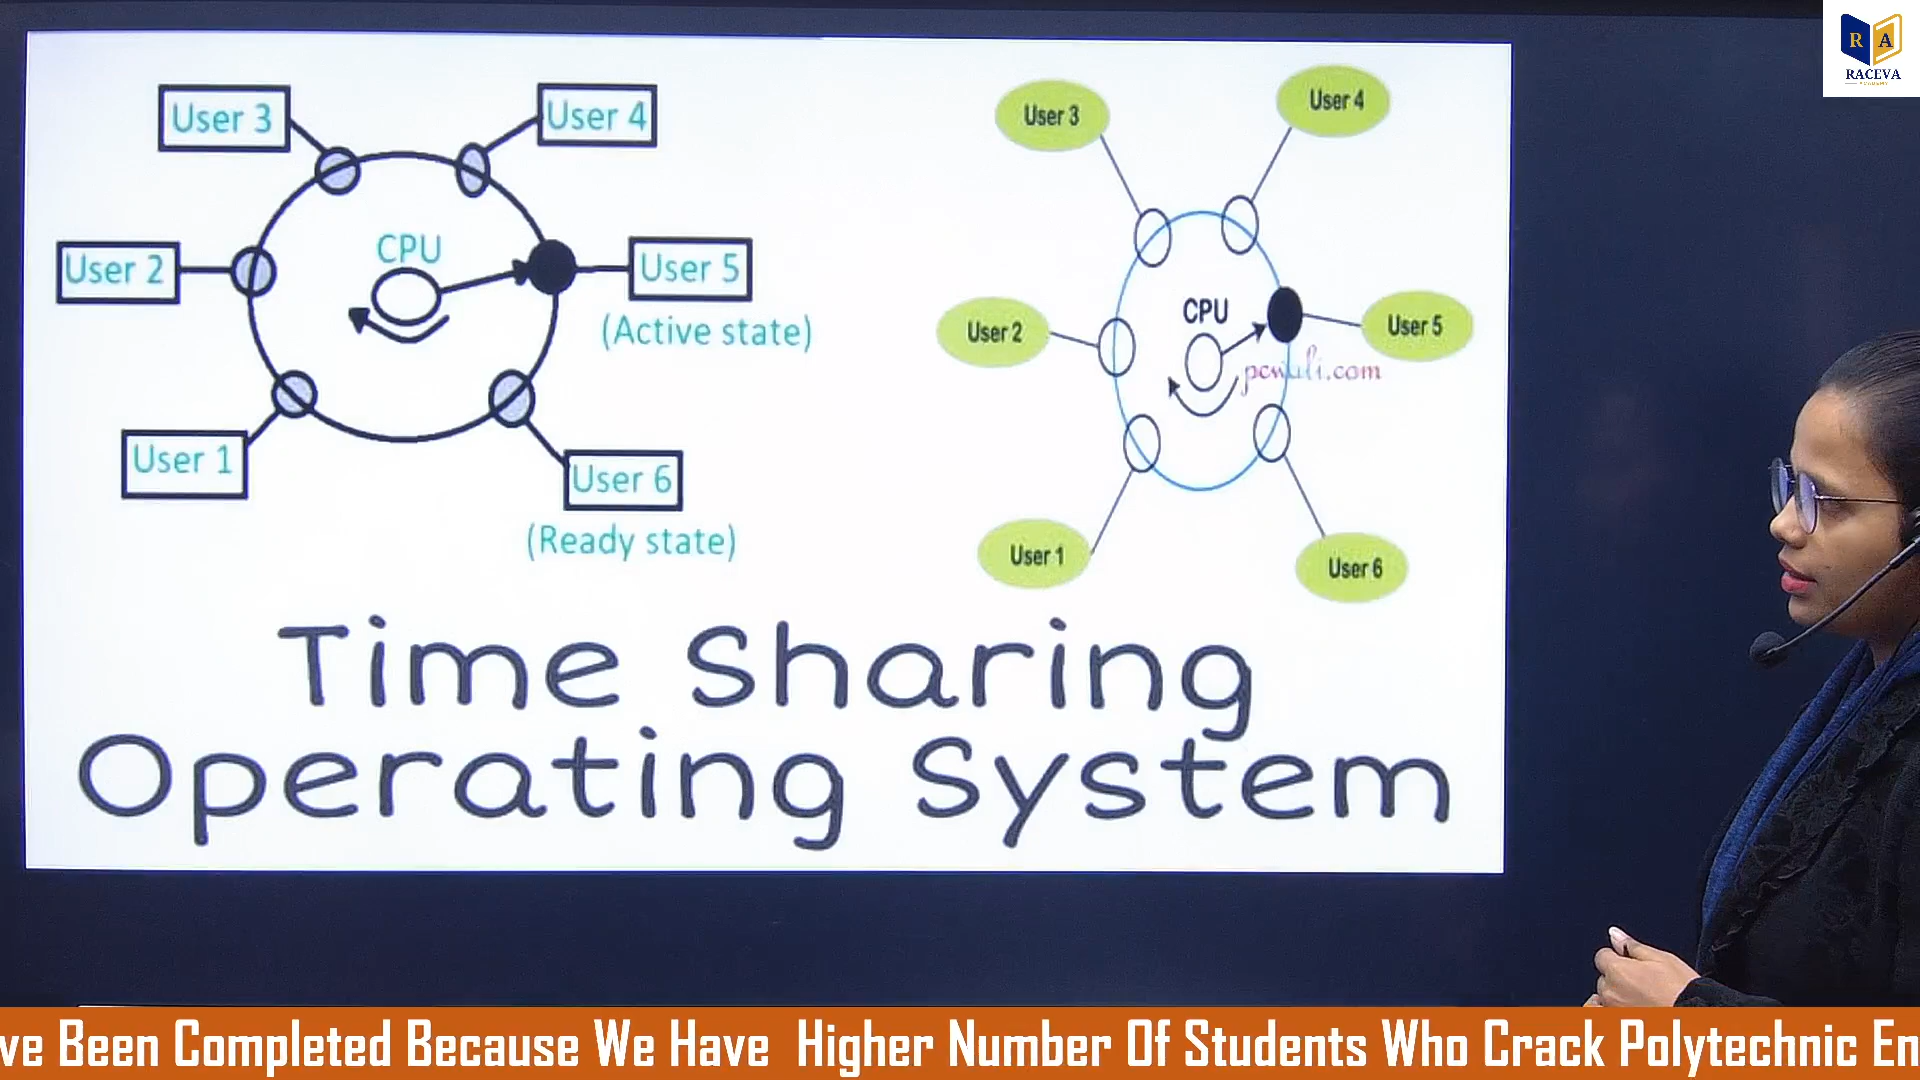 R A
RACEVA
ACADEMY
User 3
User 4
CPU
User 2
User 5
(Active state)
User 1
User 6
(Ready state)
User 3
User 4
CPU
User 2
User 5
User 1
User 6
Time Sharing
Operating System
ve Been Completed Because We Have Higher Number Of Students Who Crack Polytechnic En